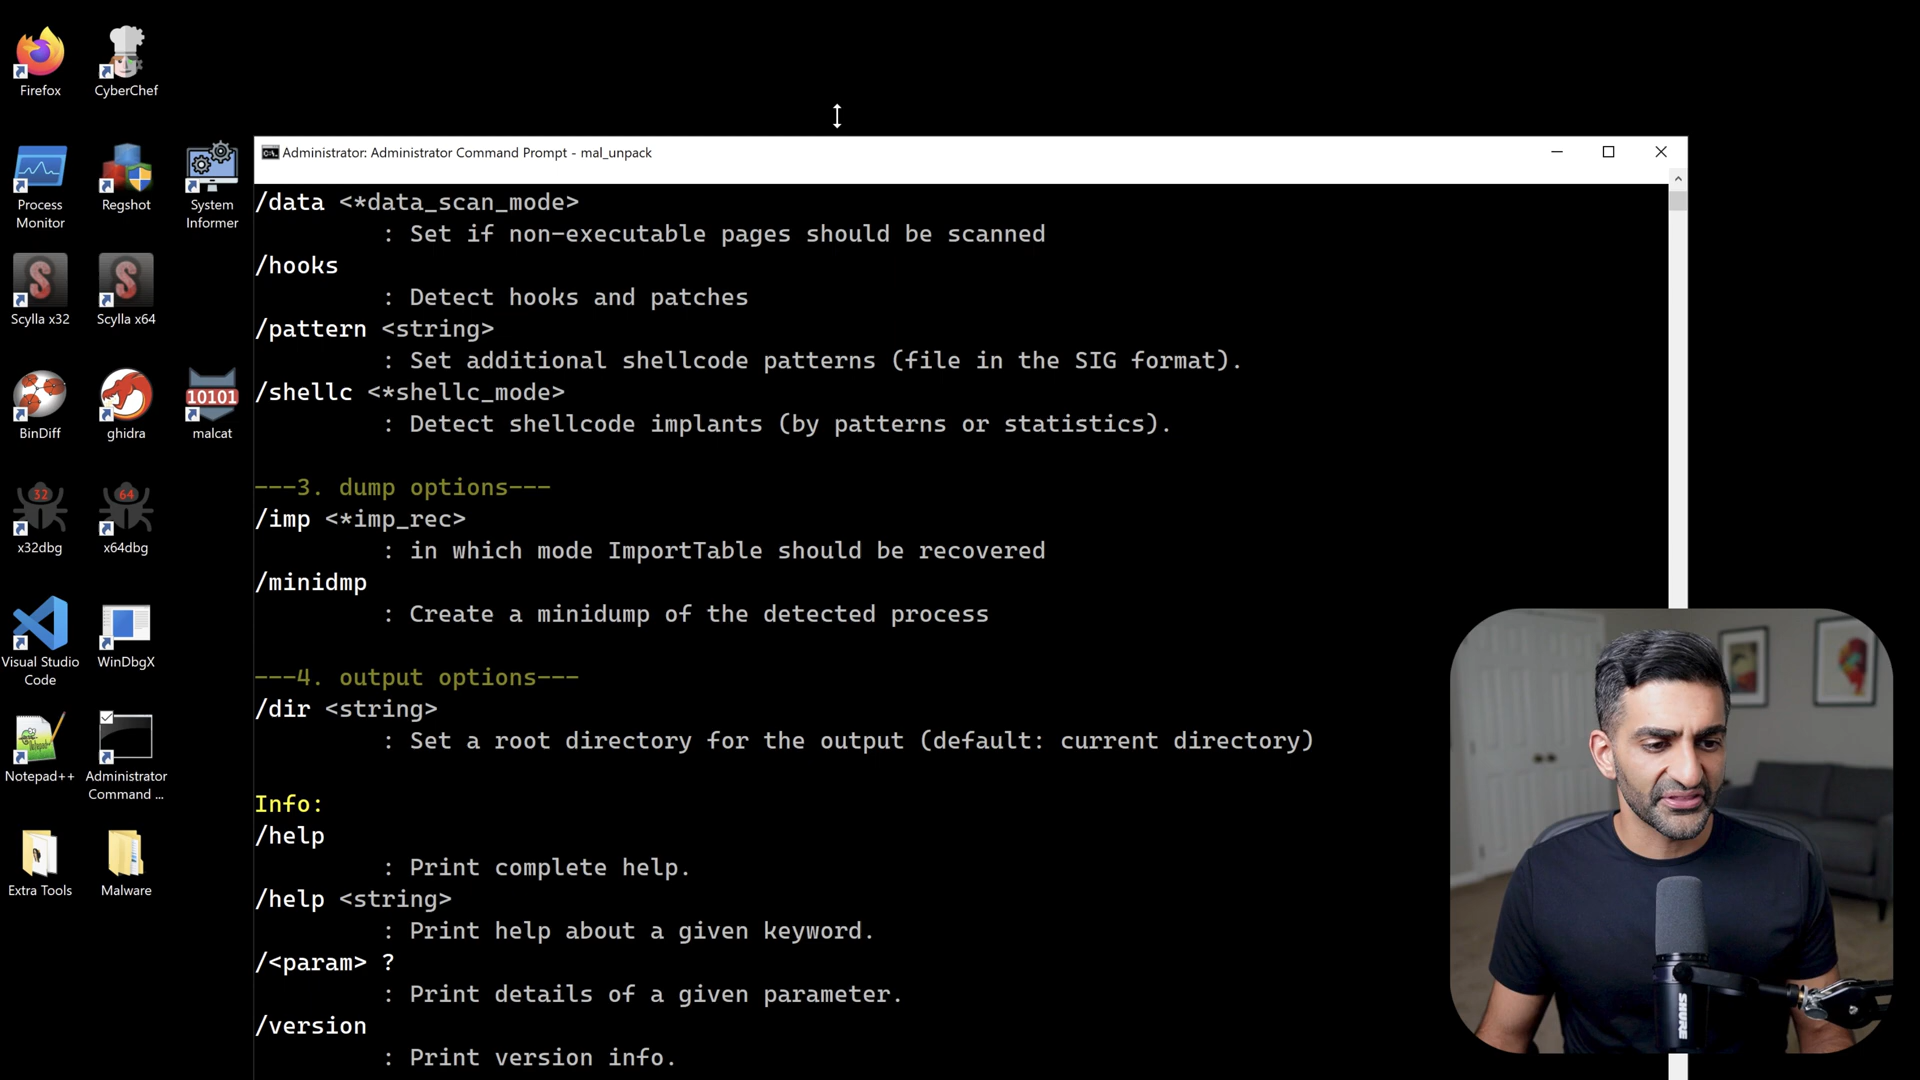 Firefox
CyberChef
Process
Monitor
Regshot
System
Informer
Scylla x32
Scylla x64
BinDiff
ghidra
10101
malcat
32
x32dbg
64
x64dbg
Visual Studio
Code
WinDbgX
Notepad++
Administrator
Command ...
Extra Tools
Malware
Administrator: Administrator Command Prompt - mal_unpack
/data <*data_scan_mode>
: Set if non-executable pages should be scanned
/hooks
: Detect hooks and patches
/pattern <string>
: Set additional shellcode patterns (file in the SIG format).
/shellc <*shellc_mode>
: Detect shellcode implants (by patterns or statistics).
---3. dump options---
/imp <*imp_rec>
: in which mode ImportTable should be recovered
/minidmp
: Create a minidump of the detected process
---4. output options---
/dir <string>
: Set a root directory for the output (default: current directory)
Info:
/help
: Print complete help.
/help <string>
: Print help about a given keyword.
/<param> ?
: Print details of a given parameter.
/version
: Print version info.
SHURE